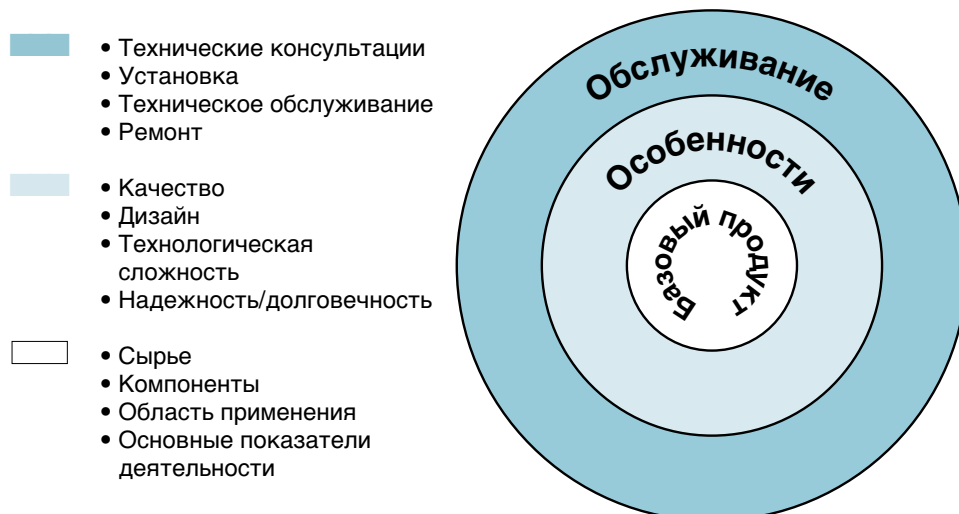 • Технические консультации
• Установка
• Техническое обслуживание
• Ремонт
• Качество
• Дизайн
• Технологическая
сложность
• Надежность/долговечность
• Сырье
• Компоненты
• Область применения
• Основные показатели
деятельности
Обслуживание
Особенности
Базовый продукт